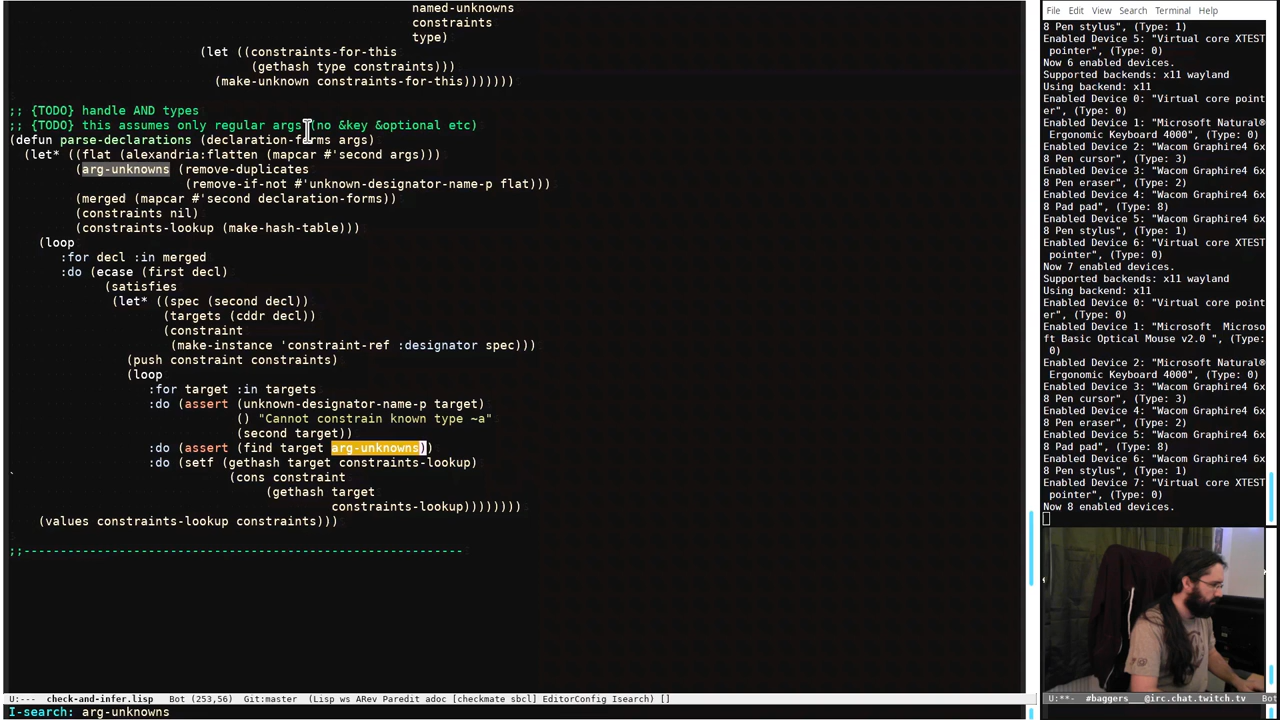 named-unknowns
constraints
type)
(let ((constraints-for-this
(gethash type constraints)))
(make-unknown constraints-for-this)))))))
;; {TODO} handle AND types
;; {TODO} this assumes only regular args (no &key &optional etc)
(defun parse-declarations (declaration-forms args)
(let* ((flat (alexandria:flatten (mapcar #'second args)))
(arg-unknowns (remove-duplicates
(remove-if-not #'unknown-designator-name-p flat)))
(merged (mapcar #'second declaration-forms))
(constraints nil)
(constraints-lookup (make-hash-table)))
(loop
:for decl :in merged
:do (ecase (first decl)
(satisfies
(let* ((spec (second decl))
(targets (cddr decl))
(constraint
(make-instance 'constraint-ref :designator spec)))
(push constraint constraints)
(loop
:for target :in targets
:do (assert (unknown-designator-name-p target)
() "Cannot constrain known type ~a"
(second target))
:do (assert (find target arg-unknowns))
:do (setf (gethash target constraints-lookup)
`
(cons constraint
(gethash target
constraints-lookup))))))))
(values constraints-lookup constraints)))
;;------------------------------------------------------------
U:--- check-and-infer.lisp Bot (253,56) Git:master (Lisp ws ARev Paredit adoc [checkmate sbcl] EditorConfig Isearch) []
I-search: arg-unknowns
File Edit View Search Terminal Help
8 Pen stylus", (Type: 1)
Enabled Device 5: "Virtual core XTEST
pointer", (Type: 0)
Now 6 enabled devices.
Supported backends: x11 wayland
Using backend: x11
Enabled Device 0: "Virtual core point
er", (Type: 0)
Enabled Device 1: "Microsoft Natural®
Ergonomic Keyboard 4000", (Type: 0)
Enabled Device 2: "Wacom Graphire4 6x
8 Pen cursor", (Type: 3)
Enabled Device 3: "Wacom Graphire4 6x
8 Pen eraser", (Type: 2)
Enabled Device 4: "Wacom Graphire4 6x
8 Pad pad", (Type: 8)
Enabled Device 5: "Wacom Graphire4 6x
8 Pen stylus", (Type: 1)
Enabled Device 6: "Virtual core XTEST
pointer", (Type: 0)
Now 7 enabled devices.
Supported backends: x11 wayland
Using backend: x11
Enabled Device 0: "Virtual core point
er", (Type: 0)
Enabled Device 1: "Microsoft  Microso
ft Basic Optical Mouse v2.0 ", (Type:
0)
Enabled Device 2: "Microsoft Natural®
Ergonomic Keyboard 4000", (Type: 0)
Enabled Device 3: "Wacom Graphire4 6x
8 Pen cursor", (Type: 3)
Enabled Device 4: "Wacom Graphire4 6x
8 Pen eraser", (Type: 2)
Enabled Device 5: "Wacom Graphire4 6x
8 Pad pad", (Type: 8)
Enabled Device 6: "Wacom Graphire4 6x
8 Pen stylus", (Type: 1)
Enabled Device 7: "Virtual core XTEST
pointer", (Type: 0)
Now 8 enabled devices.
U:**- #baggers___@irc.chat.twitch.tv Bot